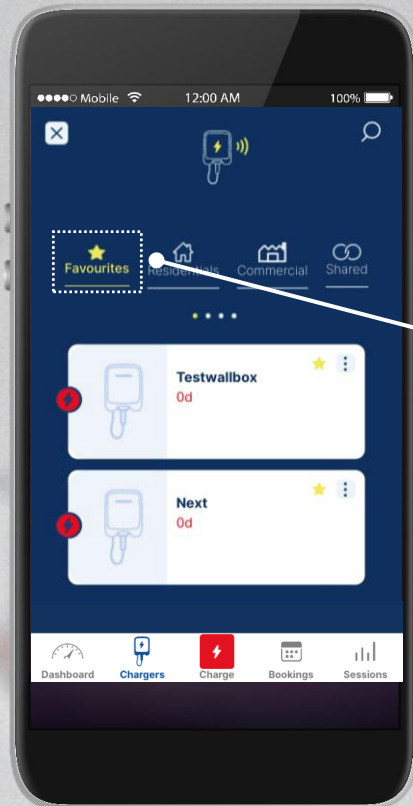 Mobile 12:00 AM 100%
Favourites Residentials Commercial Shared
Testwallbox
0d
Next
0d
Dashboard Chargers Charge Bookings Sessions